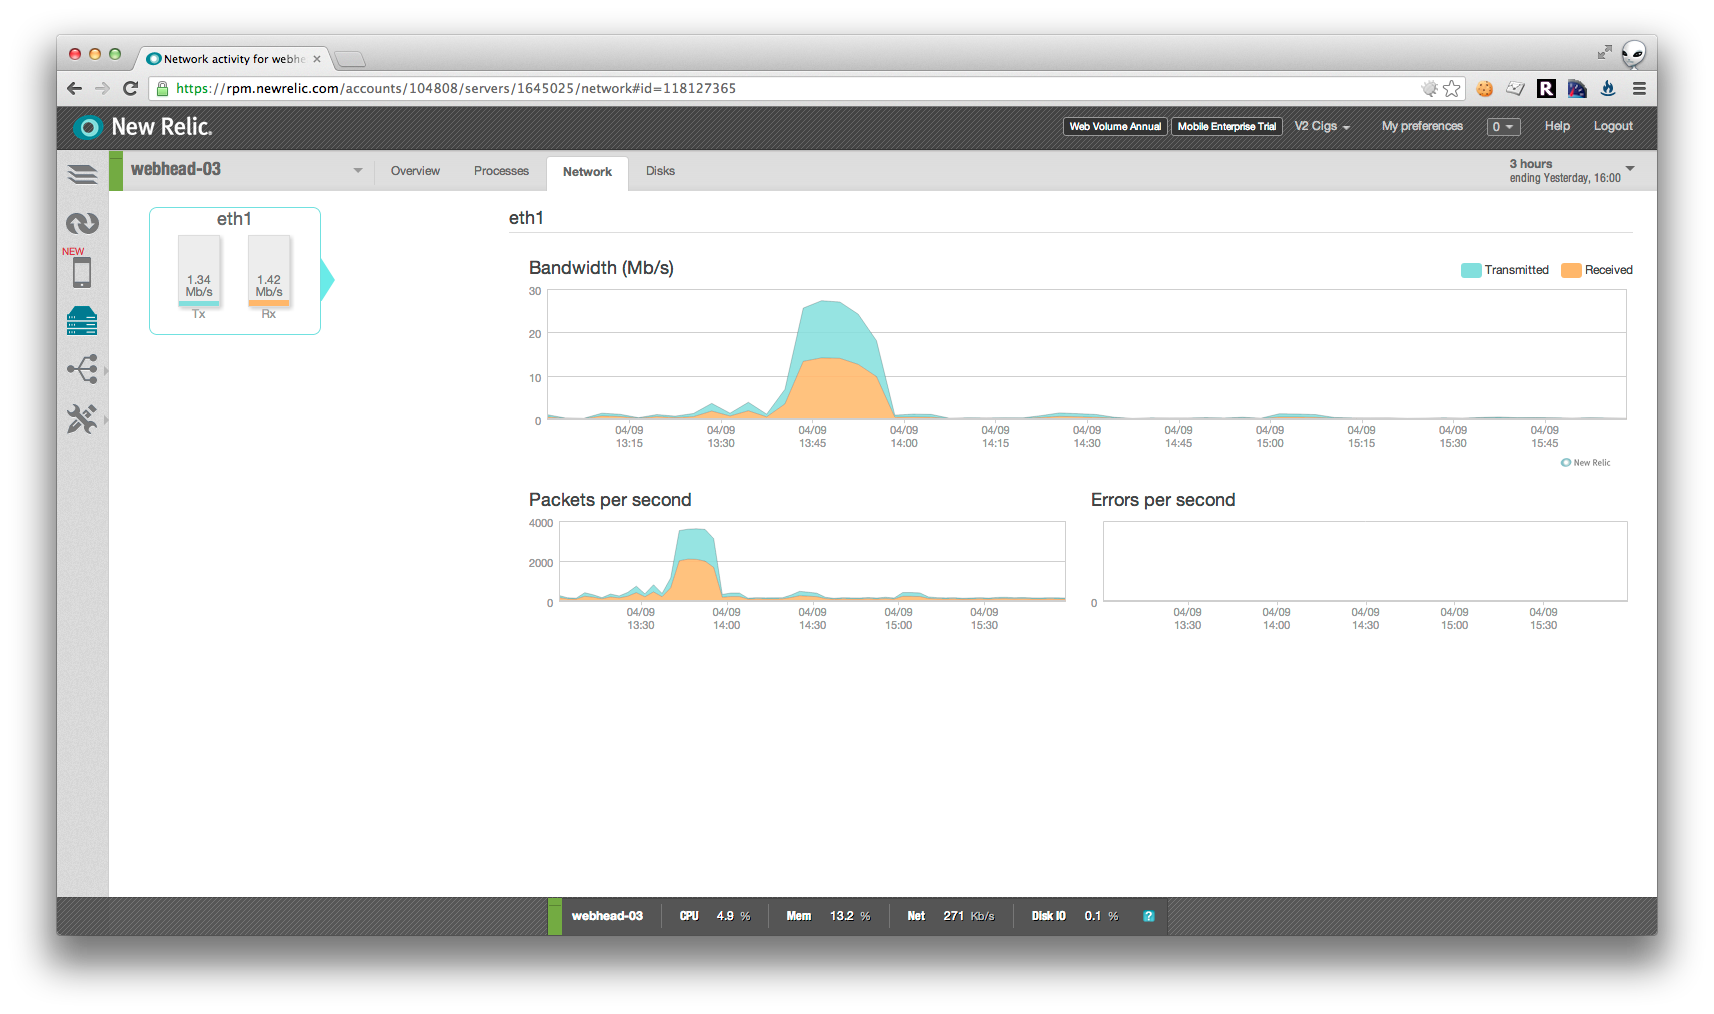 Network activity for webhe
https://rpm.newrelic.com/accounts/104808/servers/1645025/network#id=118127365
R
New Relic.
Web Volume Annual
Mobile Enterprise Trial
V2 Cigs
My preferences
0
Help
Logout
webhead-03
Overview
Processes
Network
Disks
3 hours
ending Yesterday, 16:00
NEW
eth1
1.34
Mb/s
Tx
1.42
Mb/s
Rx
eth1
Bandwidth (Mb/s)
Transmitted
Received
30
20
10
0
04/09
13:15
04/09
13:30
04/09
13:45
04/09
14:00
04/09
14:15
04/09
14:30
04/09
14:45
04/09
15:00
04/09
15:15
04/09
15:30
04/09
15:45
New Relic
Packets per second
4000
2000
0
04/09
13:30
04/09
14:00
04/09
14:30
04/09
15:00
04/09
15:30
Errors per second
0
04/09
13:30
04/09
14:00
04/09
14:30
04/09
15:00
04/09
15:30
webhead-03
CPU 4.9 %
Mem 13.2 %
Net 271 Kb/s
Disk IO 0.1 %
?